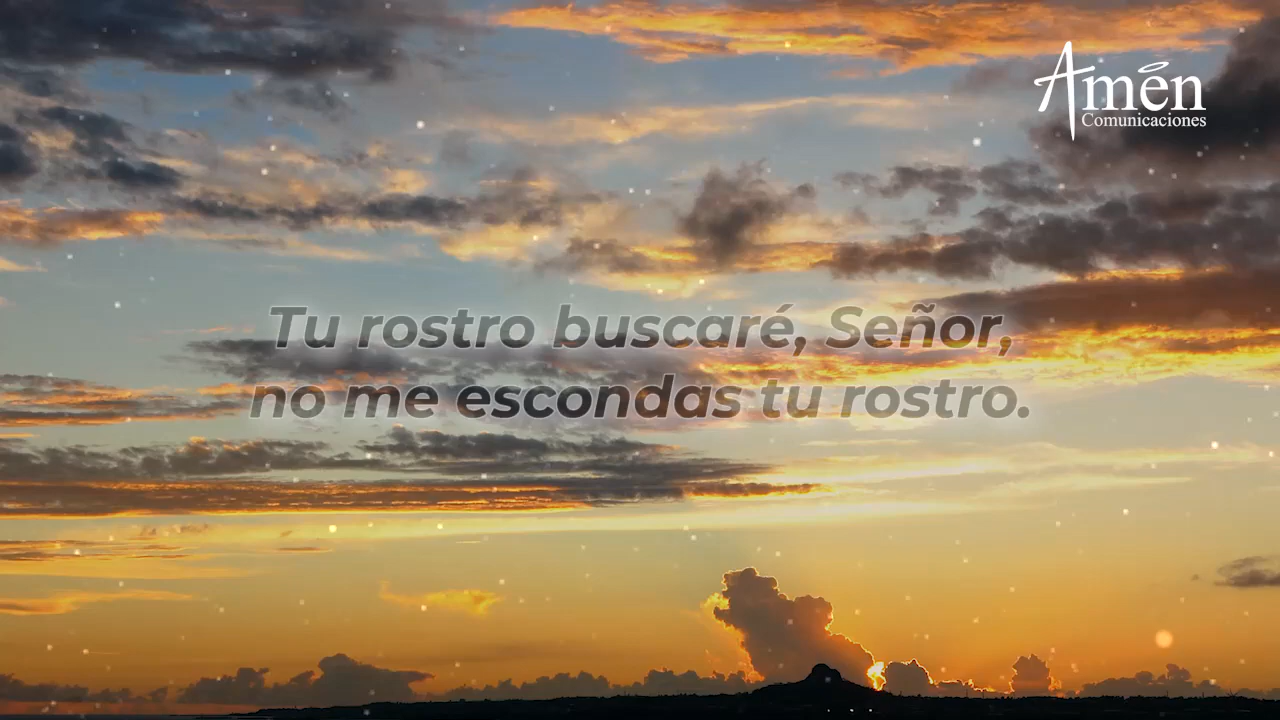 Amén
Comunicaciones
Tu rostro buscaré, Señor,
no me escondas tu rostro.